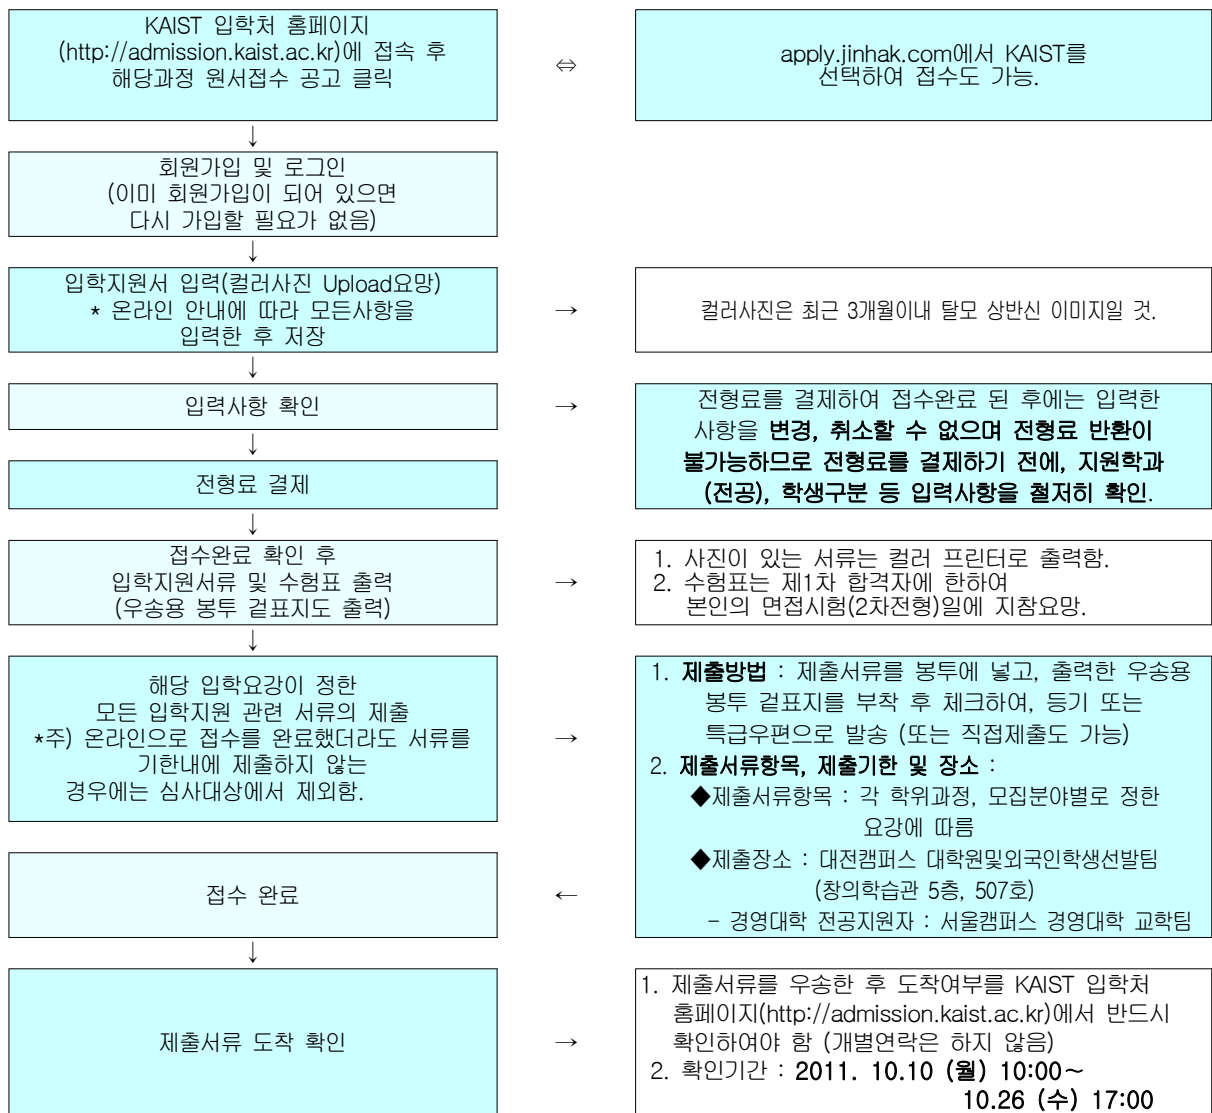 KAIST 입학처 홈페이지
(http://admission.kaist.ac.kr)에 접속 후
해당과정 원서접수 공고 클릭
⇔
apply.jinhak.com에서 KAIST를
선택하여 접수도 가능.
↓
회원가입 및 로그인
(이미 회원가입이 되어 있으면
다시 가입할 필요가 없음)
↓
입학지원서 입력(컬러사진 Upload요망)
* 온라인 안내에 따라 모든사항을
입력한 후 저장
→
컬러사진은 최근 3개월이내 탈모 상반신 이미지일 것.
↓
입력사항 확인
→
전형료를 결제하여 접수완료 된 후에는 입력한
사항을 변경, 취소할 수 없으며 전형료 반환이
불가능하므로 전형료를 결제하기 전에, 지원학과
(전공), 학생구분 등 입력사항을 철저히 확인.
↓
전형료 결제
↓
접수완료 확인 후
입학지원서류 및 수험표 출력
(우송용 봉투 겉표지도 출력)
→
1. 사진이 있는 서류는 컬러 프린터로 출력함.
2. 수험표는 제1차 합격자에 한하여
본인의 면접시험(2차전형)일에 지참요망.
↓
해당 입학요강이 정한
모든 입학지원 관련 서류의 제출
*주) 온라인으로 접수를 완료했더라도 서류를
기한내에 제출하지 않는
경우에는 심사대상에서 제외함.
→
1. 제출방법 : 제출서류를 봉투에 넣고, 출력한 우송용
봉투 겉표지를 부착 후 체크하여, 등기 또는
특급우편으로 발송 (또는 직접제출도 가능)
2. 제출서류항목, 제출기한 및 장소 :
◆제출서류항목 : 각 학위과정, 모집분야별로 정한
요강에 따름
◆제출장소 : 대전캠퍼스 대학원및외국인학생선발팀
(창의학습관 5층, 507호)
- 경영대학 전공지원자 : 서울캠퍼스 경영대학 교학팀
접수 완료
←
↓
제출서류 도착 확인
→
1. 제출서류를 우송한 후 도착여부를 KAIST 입학처
홈페이지(http://admission.kaist.ac.kr)에서 반드시
확인하여야 함 (개별연락은 하지 않음)
2. 확인기간 : 2011. 10.10 (월) 10:00~
10.26 (수) 17:00